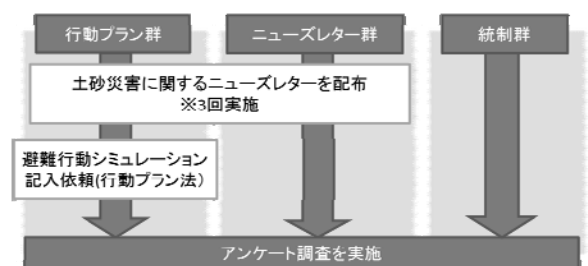 行動プラン群
ニューズレター群
統制群
土砂災害に関するニューズレターを配布
※3回実施
避難行動シミュレーション
記入依頼(行動プラン法)
アンケート調査を実施